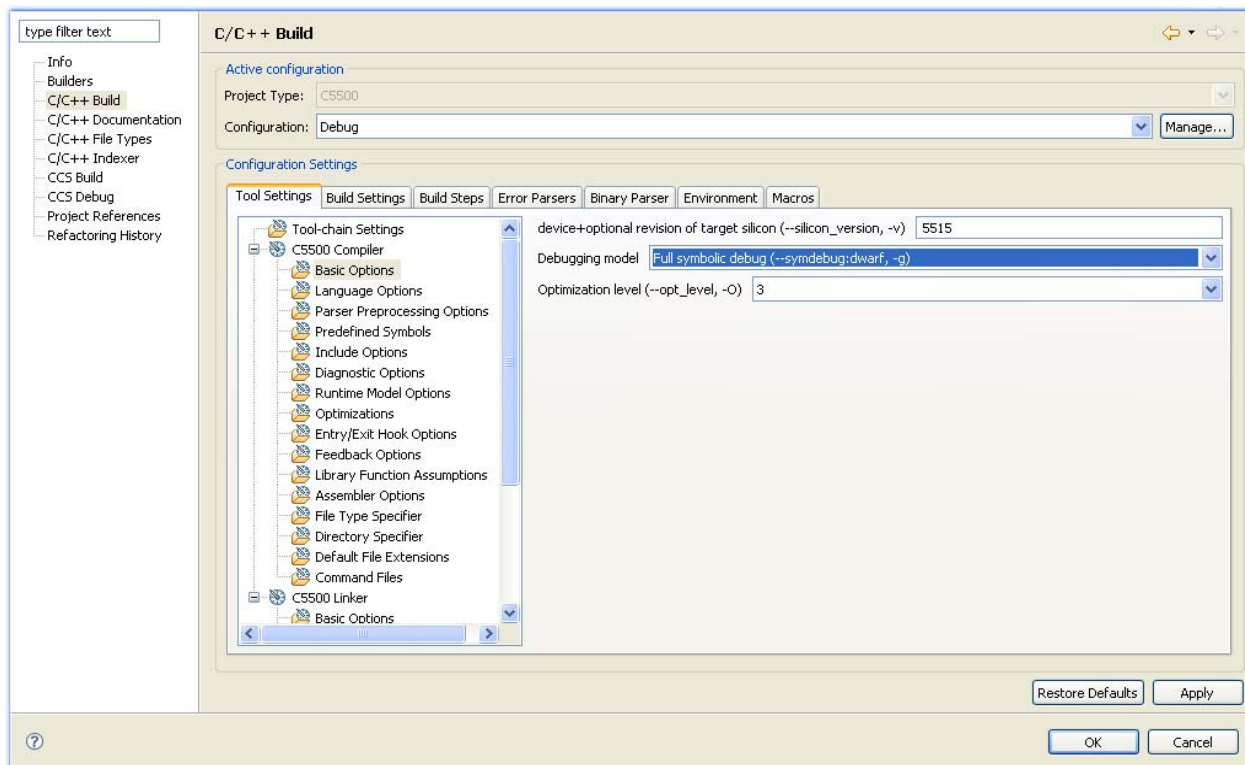 type filter text
Info
Builders
C/C++ Build
C/C++ Documentation
C/C++ File Types
C/C++ Indexer
CCS Build
CCS Debug
Project References
Refactoring History
C/C++ Build
Active configuration
Project Type: C5500
Configuration: Debug Manage...
Configuration Settings
Tool Settings Build Settings Build Steps Error Parsers Binary Parser Environment Macros
Tool-chain Settings
C5500 Compiler
Basic Options
Language Options
Parser Preprocessing Options
Predefined Symbols
Include Options
Diagnostic Options
Runtime Model Options
Optimizations
Entry/Exit Hook Options
Feedback Options
Library Function Assumptions
Assembler Options
File Type Specifier
Directory Specifier
Default File Extensions
Command Files
C5500 Linker
Basic Options
device+optional revision of target silicon (--silicon_version, -v) 5515
Debugging model Full symbolic debug (--symdebug:dwarf, -g)
Optimization level (--opt_level, -O) 3
Restore Defaults Apply
? OK Cancel